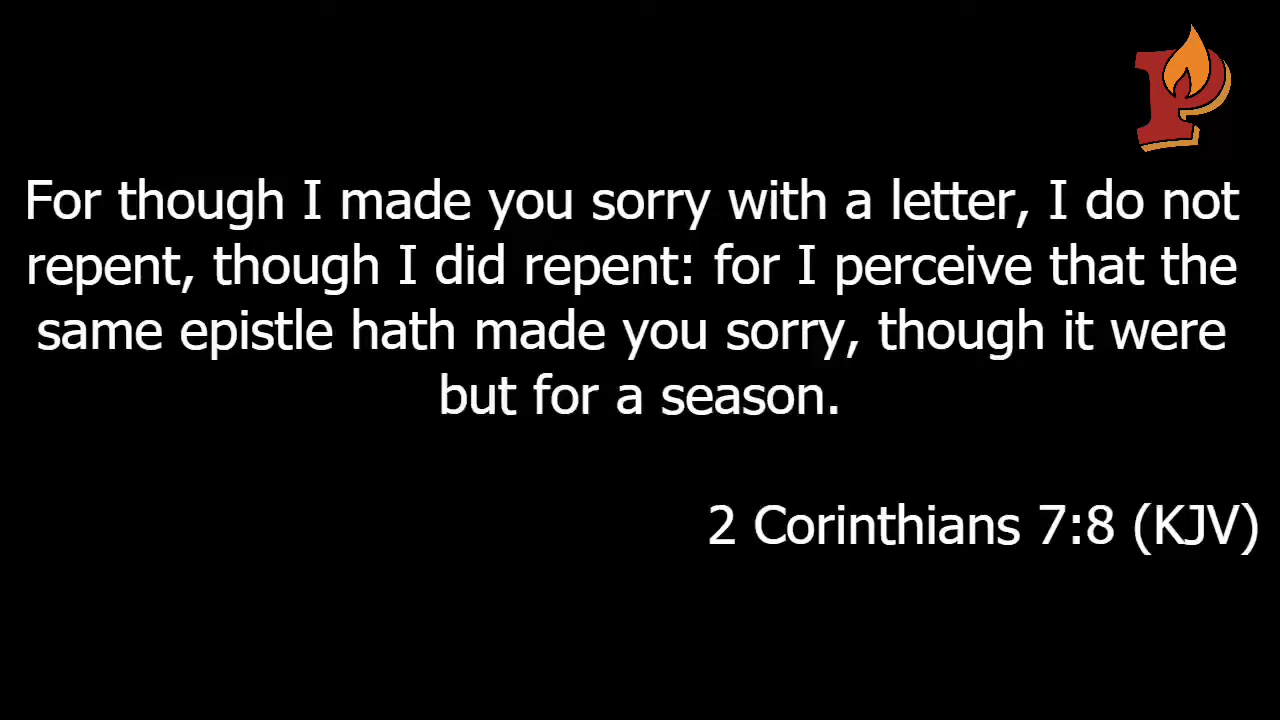 P
For though I made you sorry with a letter, I do not
repent, though I did repent: for I perceive that the
same epistle hath made you sorry, though it were
but for a season.
2 Corinthians 7:8 (KJV)